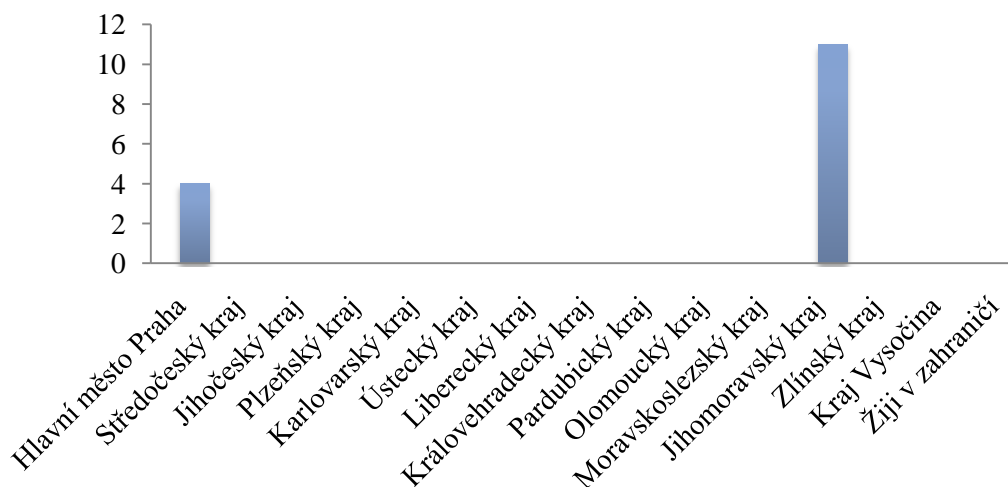 12
10
8
6
4
2
0
Hlavní město Praha
Středočeský kraj
Jihočeský kraj
Plzeňský kraj
Karlovarský kraj
Ústecký kraj
Liberecký kraj
Královehradecký kraj
Pardubický kraj
Olomoucký kraj
Moravskoslezský kraj
Jihomoravský kraj
Zlínský kraj
Kraj Vysočina
Žiji v zahraničí